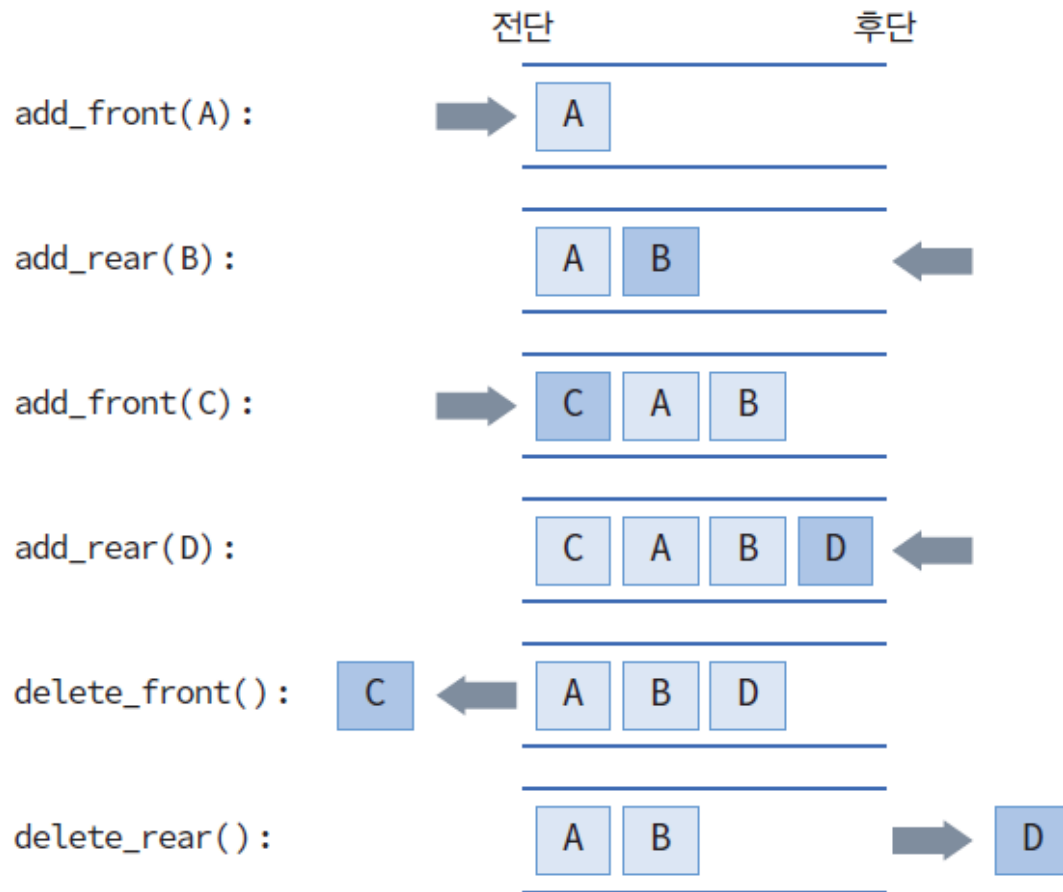 전단 후단
add_front(A): A
add_rear(B): A B
add_front(C): C A B
add_rear(D): C A B D
delete_front(): C A B D
delete_rear(): A B D